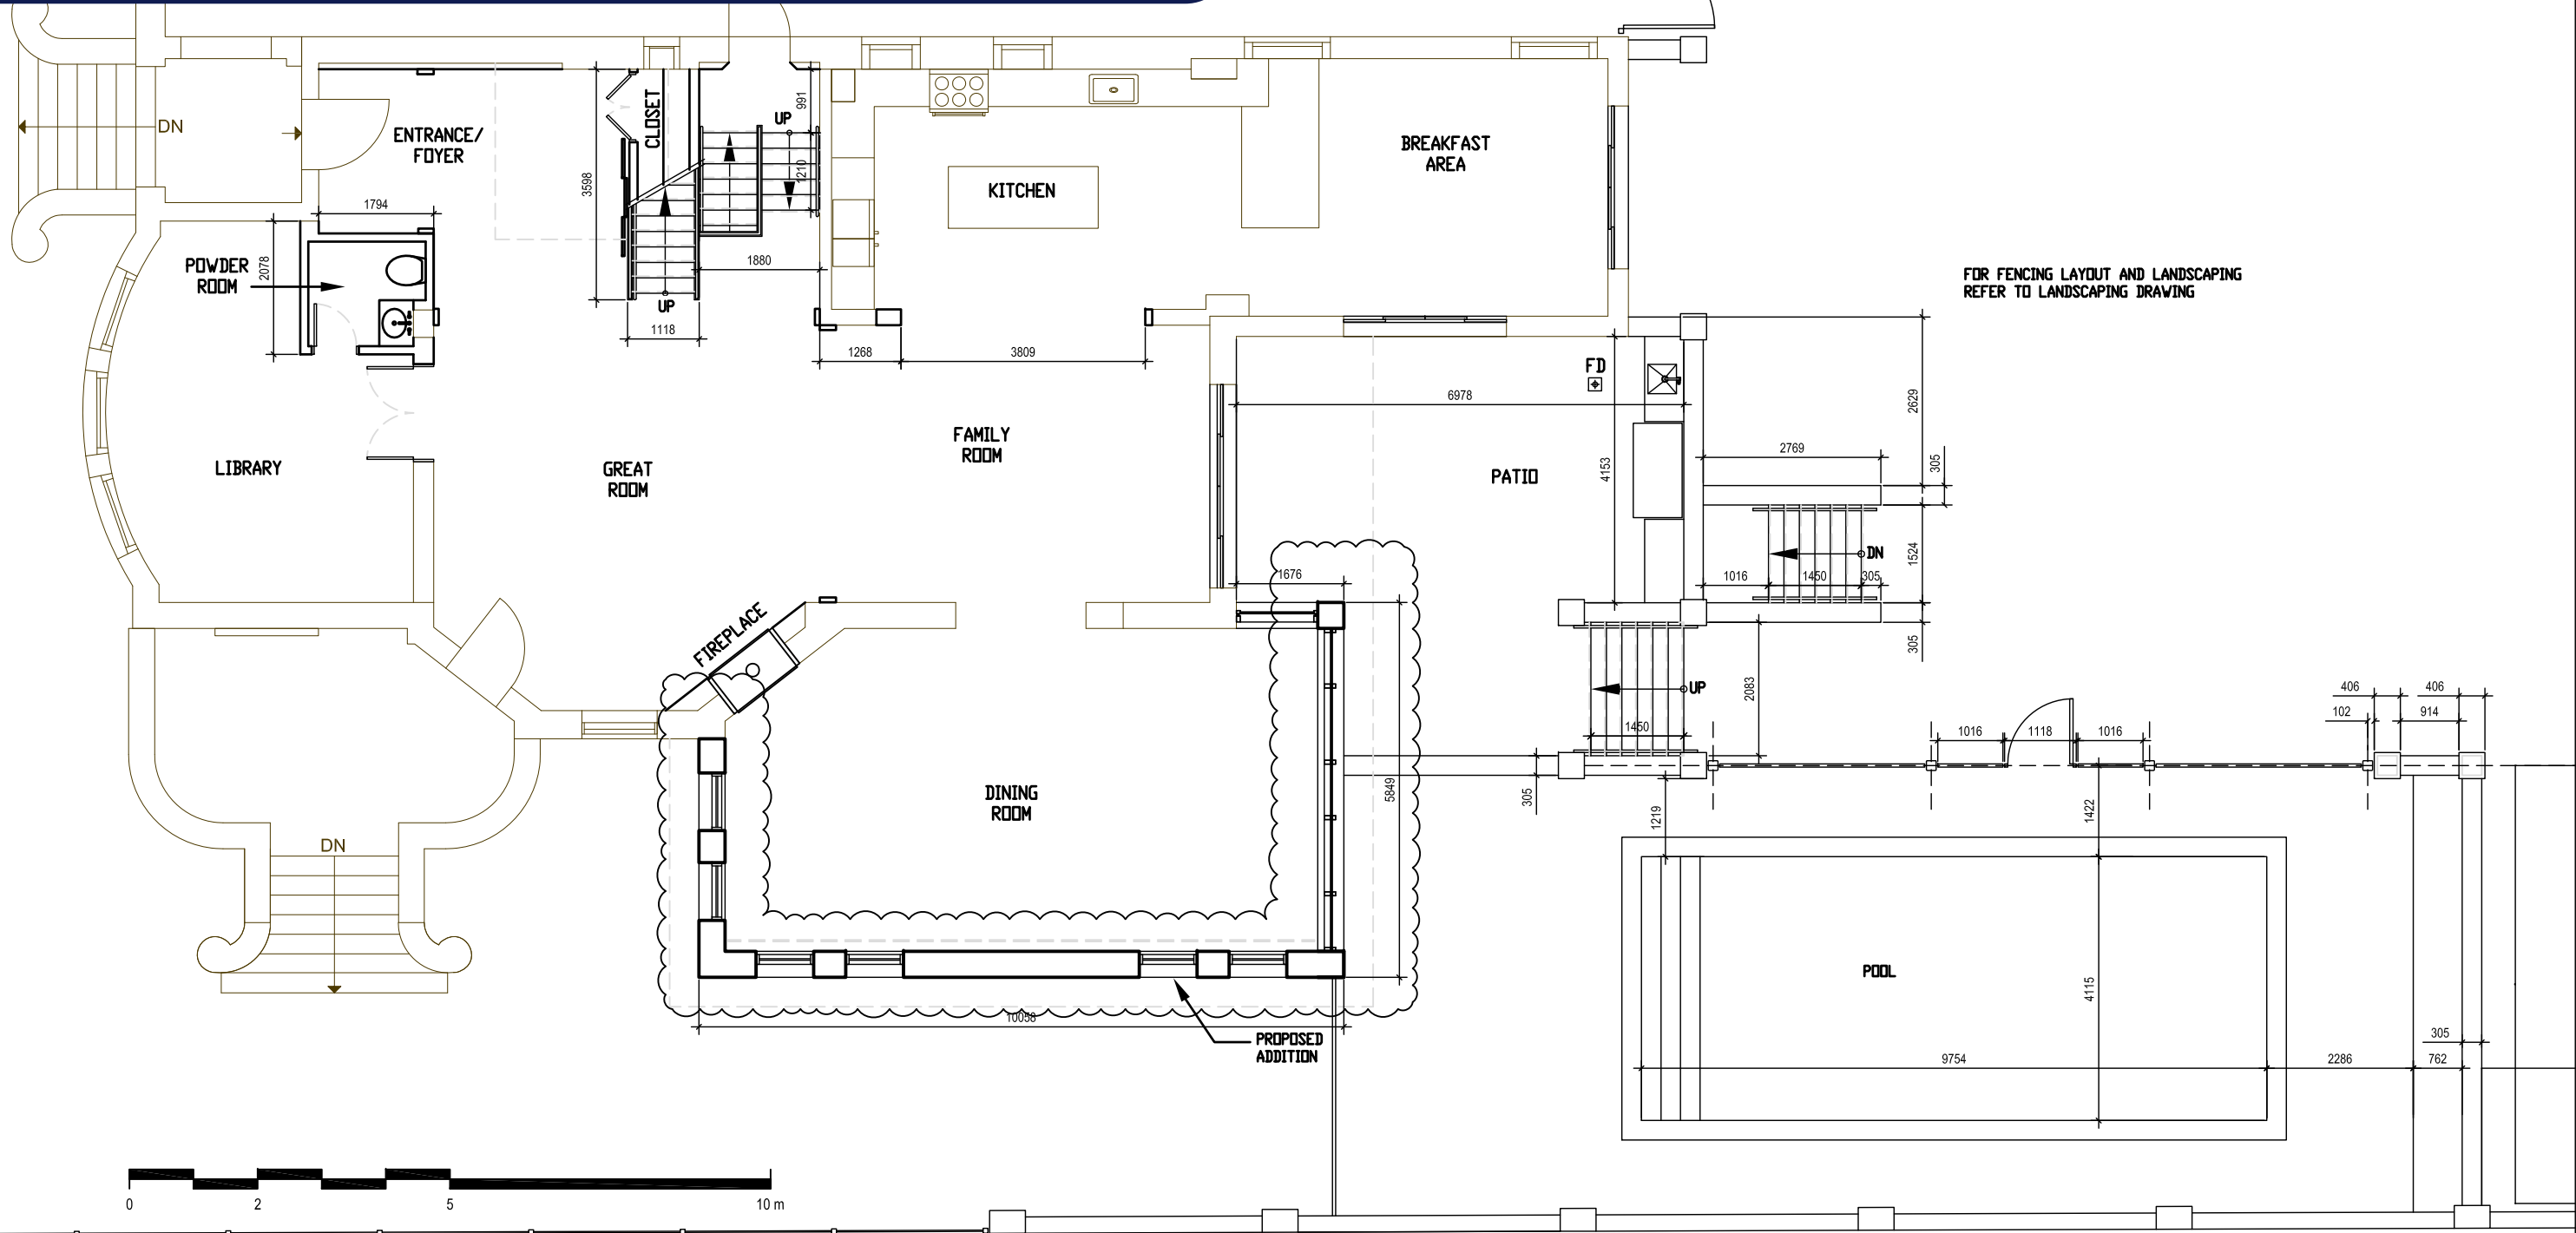 DN
ENTRANCE/
FOYER
CLOSET
3598
UP
991
1210
KITCHEN
BREAKFAST
AREA
1794
POWDER
ROOM
2078
1880
UP
1118
1268
3809
FOR FENCING LAYOUT AND LANDSCAPING
REFER TO LANDSCAPING DRAWING
FD
6978
2629
LIBRARY
GREAT
ROOM
FAMILY
ROOM
PATIO
4153
2769
305
DN
1524
1016
1450
305
1676
305
FIREPLACE
UP
2083
1450
DINING
ROOM
5849
305
1219
1016
1118
1016
406
406
102
914
1422
DN
POOL
4115
10058
PROPOSED
ADDITION
305
9754
2286
762
0
2
5
10 m